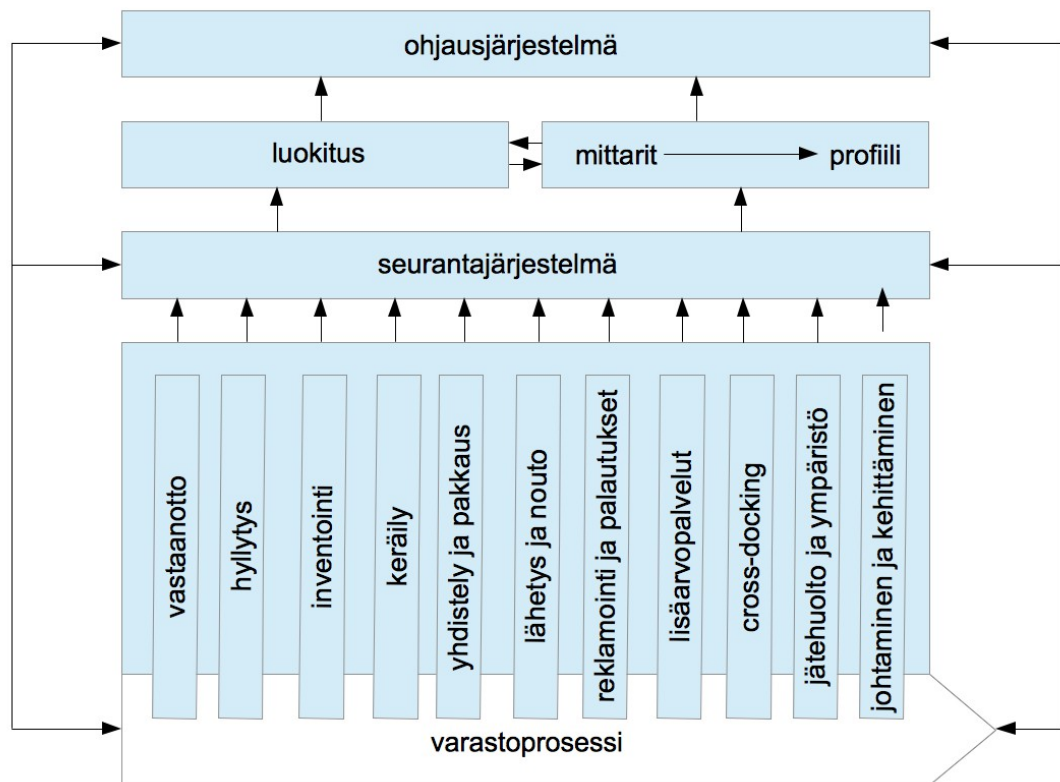 ohjausjärjestelmä
luokitus
mittarit
profiili
seurantajärjestelmä
vastaanotto
hyllytys
inventointi
keräily
yhdistely ja pakkaus
lähetys ja nouto
reklamointi ja palautukset
lisäarvopalvelut
cross-docking
jätehuolto ja ympäristö
johtaminen ja kehittäminen
varastoprosessi